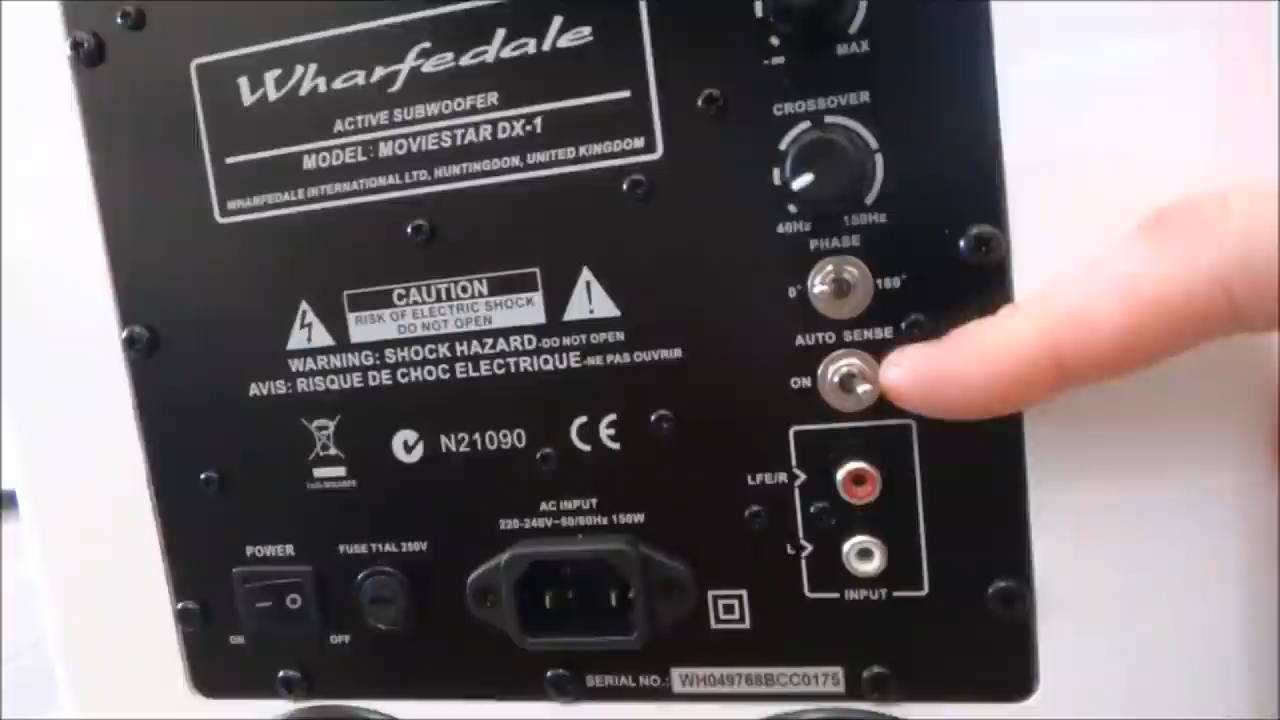 Wharfedale
ACTIVE SUBWOOFER
MODEL: MOVIESTAR DX-1
WHARFEDALE INTERNATIONAL LTD, HUNTINGDON, UNITED KINGDOM
-∞ MAX
CROSSOVER
40Hz 150Hz
PHASE
0° 180°
AUTO SENSE
ON
CAUTION
RISK OF ELECTRIC SHOCK
DO NOT OPEN
WARNING: SHOCK HAZARD-DO NOT OPEN
AVIS: RISQUE DE CHOC ELECTRIQUE-NE PAS OUVRIR
N21090
CE
LFE/R
L
INPUT
AC INPUT
220-240V~50/60Hz 150W
POWER
ON OFF
FUSE T1AL 250V
SERIAL NO.: WH049768BCC0175